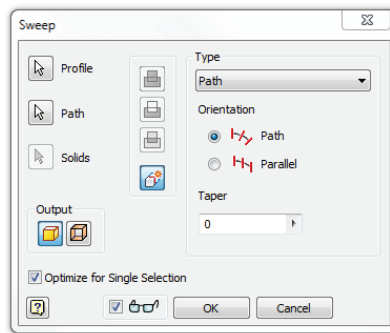 Sweep
Profile
Path
Solids
Output
Type
Path
Orientation
Path
Parallel
Taper
0
Optimize for Single Selection
?
OK
Cancel